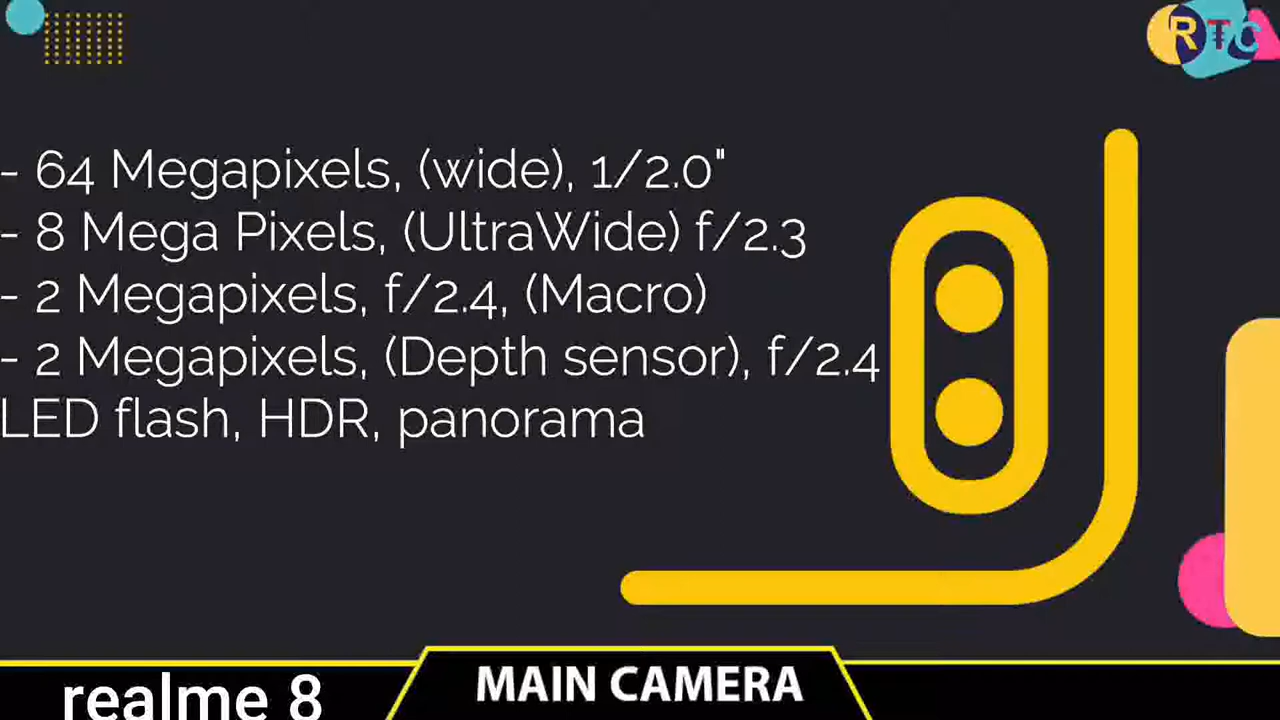 RTC
- 64 Megapixels, (wide), 1/2.0"
- 8 Mega Pixels, (UltraWide) f/2.3
- 2 Megapixels, f/2.4, (Macro)
- 2 Megapixels, (Depth sensor), f/2.4
LED flash, HDR, panorama
MAIN CAMERA
realme 8